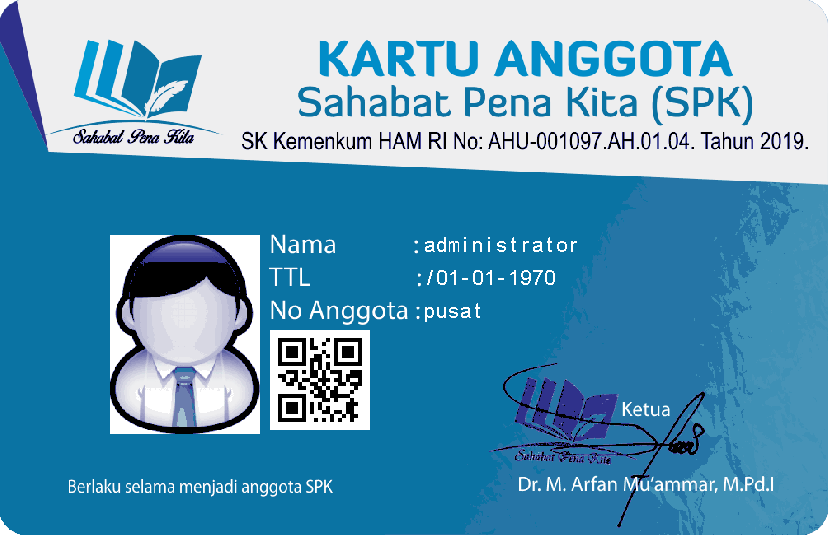 KARTU ANGGOTA
Sahabat Pena Kita (SPK)
Sahabat Pena Kita
SK Kemenkum HAM RI No: AHU-001097.AH.01.04. Tahun 2019.
Nama : administrator
TTL : /01-01-1970
No Anggota : pusat
Ketua
Sahabat Pena Kita
Berlaku selama menjadi anggota SPK
Dr. M. Arfan Mu'ammar, M.Pd.I